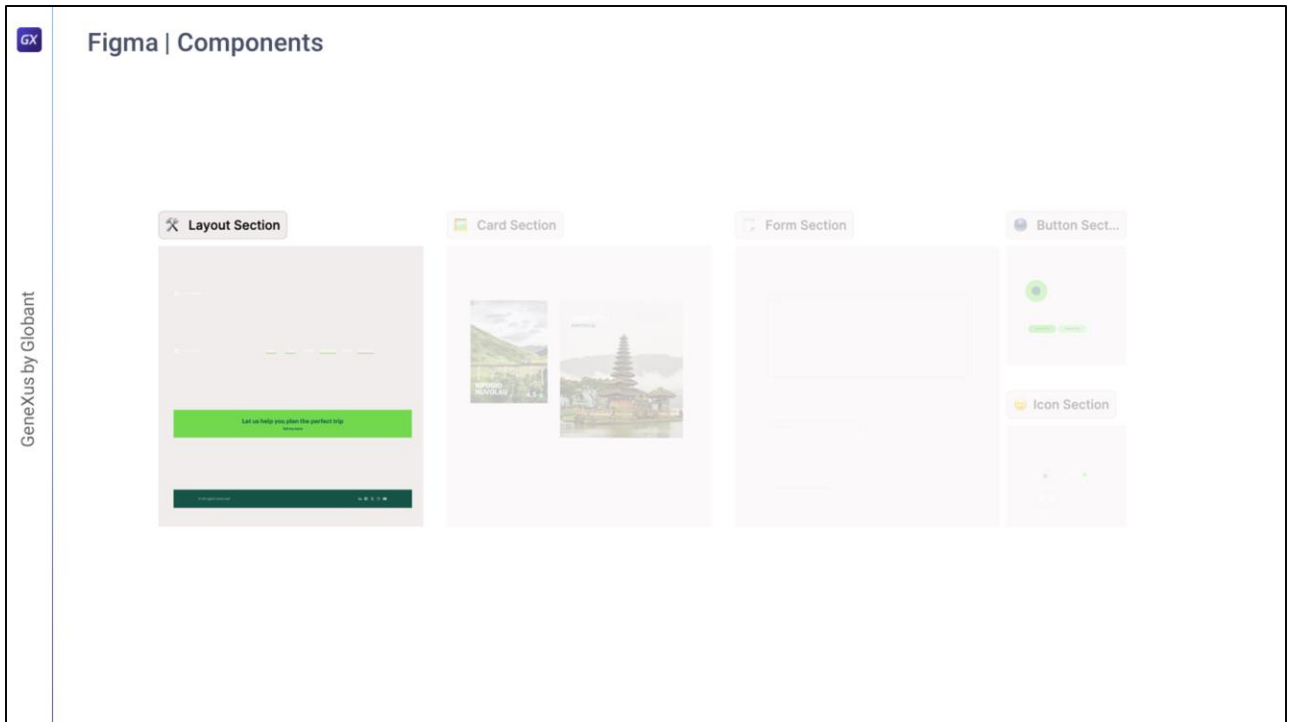 GX
Figma | Components
GeneXus by Globant
Layout Section
Card Section
Form Section
Button Sect...
Icon Section
Let us help you plan the perfect trip